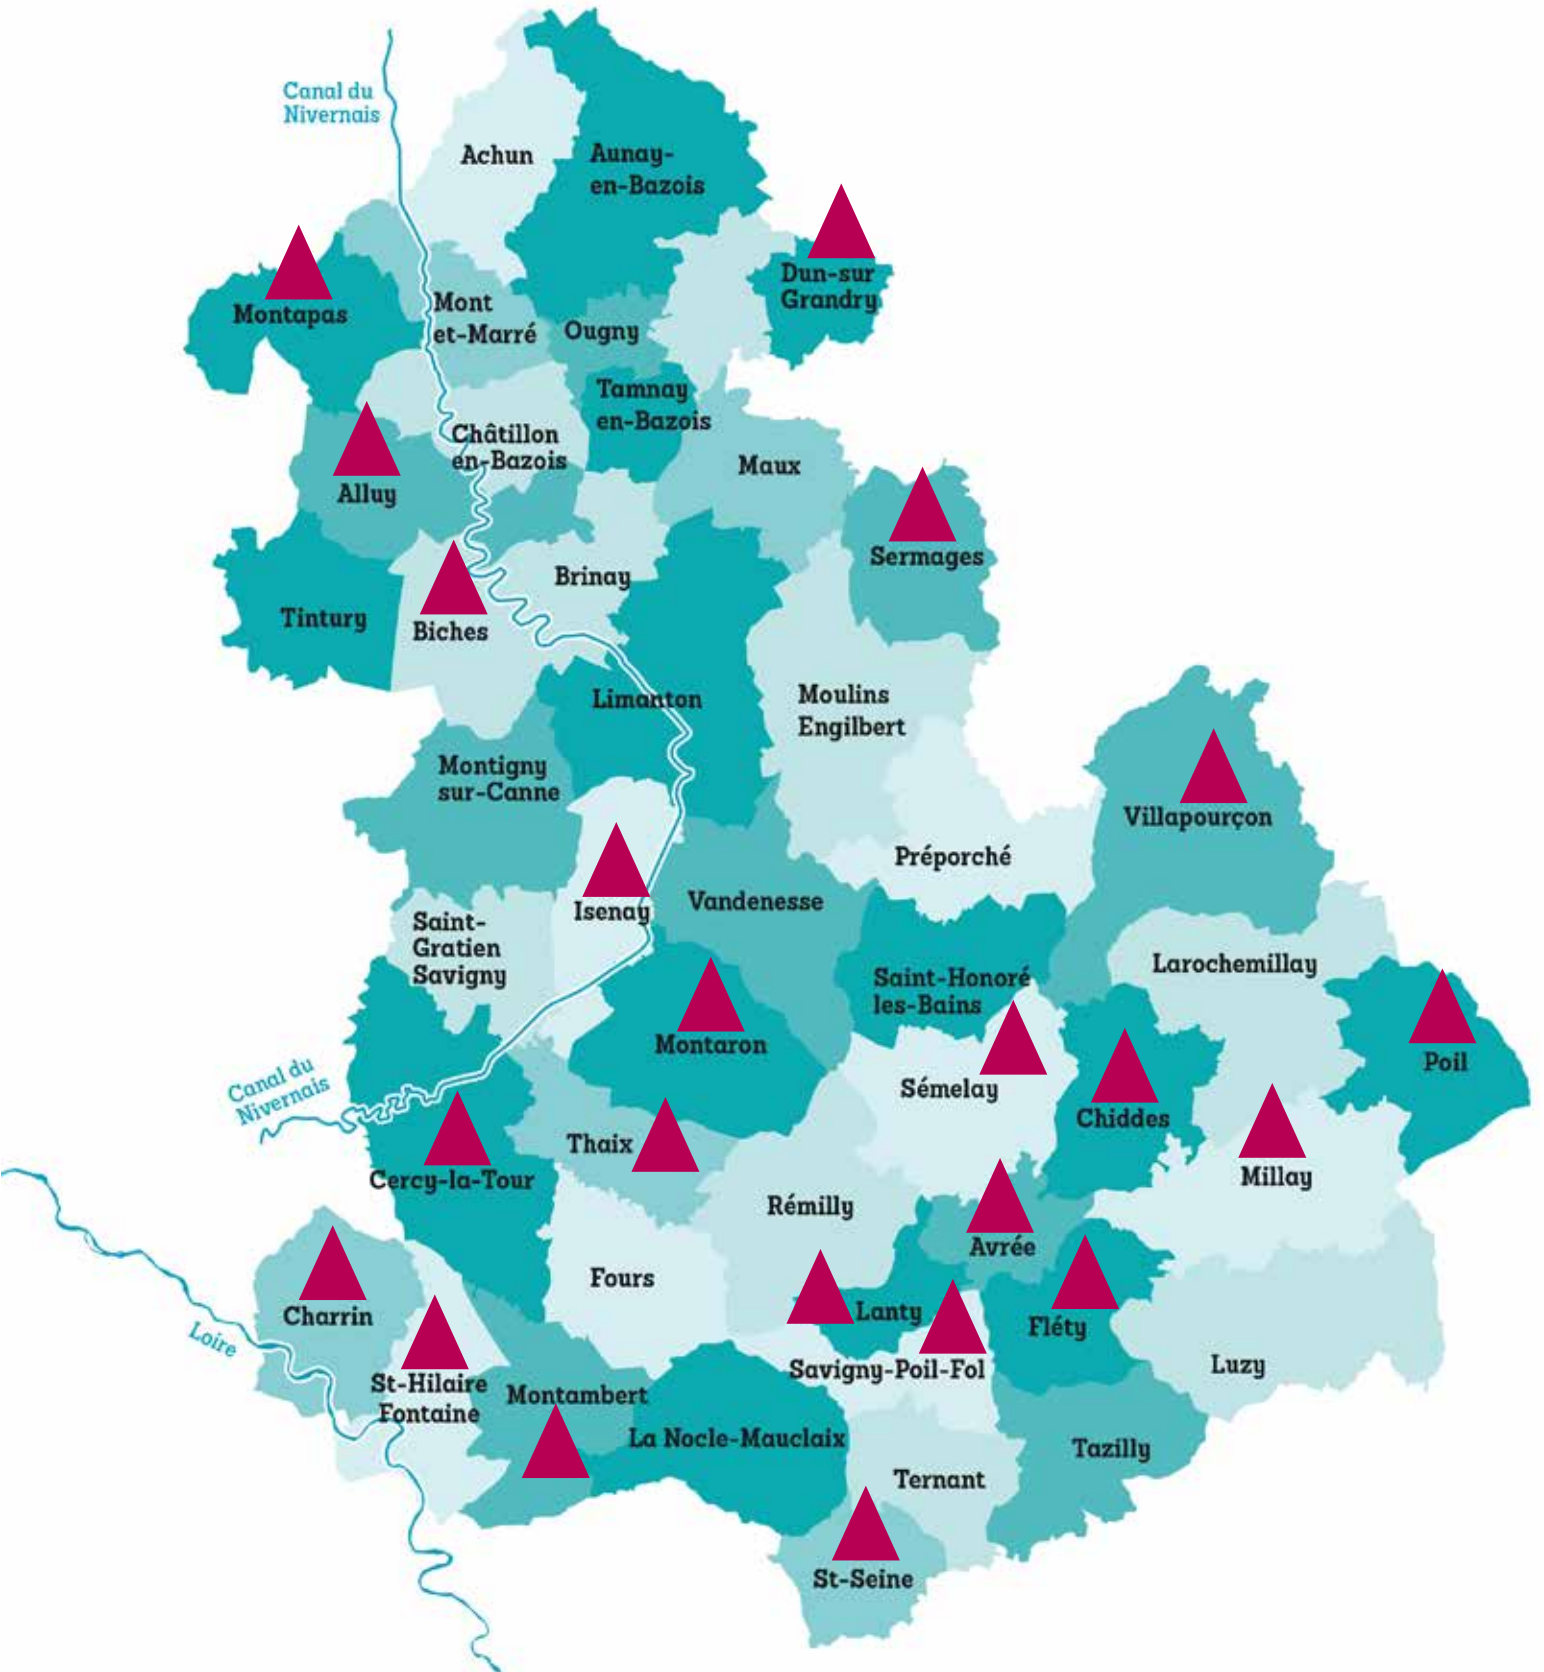 Canal du
Nivernais
Achun
Aunay-
en-Bazois
Dun-sur
Grandry
Montapas
Mont
et-Marré
Ougny
Tamnay
en-Bazois
Châtillon
en-Bazois
Maux
Alluy
Sermages
Brinay
Tintury
Biches
Limanton
Moulins
Engilbert
Montigny
sur-Canne
Villapourçon
Préporché
Isenay
Vandenesse
Saint-
Gratien
Savigny
Larochemillay
Saint-Honoré
les-Bains
Montaron
Poil
Sémelay
Canal du
Nivernais
Chiddes
Thaix
Cercy-la-Tour
Millay
Rémilly
Avrée
Fours
Charrin
Lanty
Fléty
Loire
Savigny-Poil-Fol
Luzy
St-Hilaire
Fontaine
Montambert
La Nocle-Mauclaix
Tazilly
Ternant
St-Seine